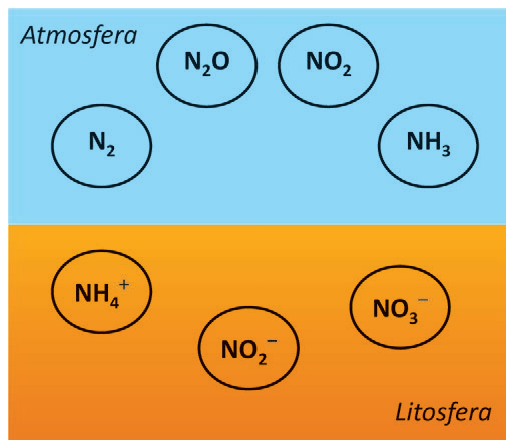 Atmosfera
N₂O
NO₂
N₂
NH₃
NH₄⁺
NO₃⁻
NO₂⁻
Litosfera